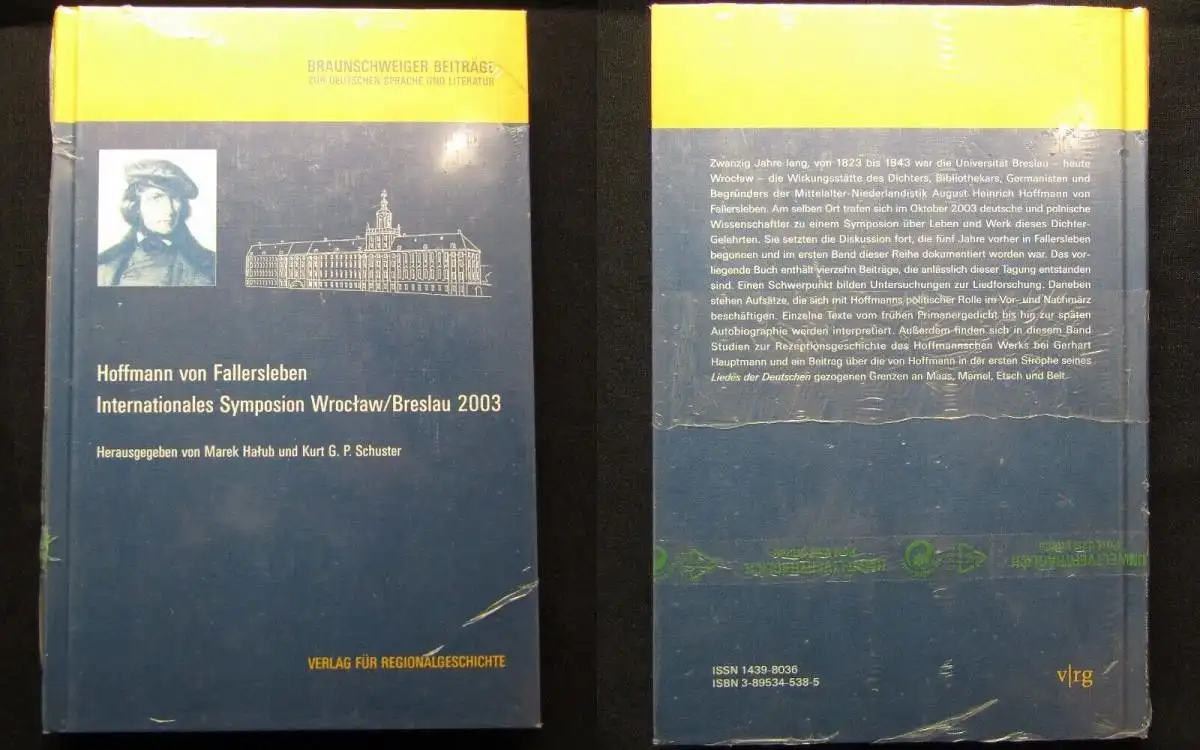 BRAUNSCHWEIGER BEITRÄGE
ZUR DEUTSCHEN SPRACHE UND LITERATUR
Hoffmann von Fallersleben
Internationales Symposion Wrocław/Breslau 2003
Herausgegeben von Marek Hałub und Kurt G. P. Schuster
VERLAG FÜR REGIONALGESCHICHTE
Zwanzig Jahre lang, von 1823 bis 1843 war die Universität Breslau – heute
Wrocław – die Wirkungsstätte des Dichters, Bibliothekars, Germanisten und
Begründers der Mittelalter-Niederlandistik August Heinrich Hoffmann von
Fallersleben. Am selben Ort trafen sich im Oktober 2003 deutsche und polnische
Wissenschaftler zu einem Symposion über Leben und Werk dieses Dichter-
Gelehrten. Sie setzten die Diskussion fort, die fünf Jahre vorher in Fallersleben
begonnen und im ersten Band dieser Reihe dokumentiert worden war. Das vor-
liegende Buch enthält vierzehn Beiträge, die anlässlich dieser Tagung entstanden
sind. Einen Schwerpunkt bilden Untersuchungen zur Liedforschung. Daneben
stehen Aufsätze, die sich mit Hoffmanns politischer Rolle im Vor- und Nachmärz
beschäftigen. Einzelne Texte vom frühen Primanergedicht bis hin zur späten
Autobiographie werden interpretiert. Außerdem finden sich in diesem Band
Studien zur Rezeptionsgeschichte des Hoffmannschen Werks bei Gerhart
Hauptmann und ein Beitrag über die von Hoffmann in der ersten Strophe seines
Liedes der Deutschen gezogenen Grenzen an Maas, Memel, Etsch und Belt.
UMWELTVERTRÄGLICH
ISSN 1439-8036
ISBN 3-89534-538-5
v|rg